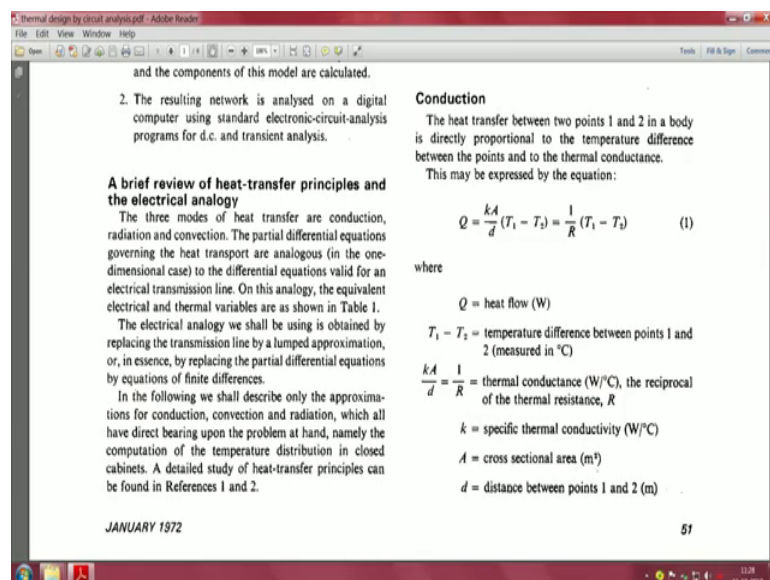 thermal design by circuit analysis.pdf - Adobe Reader
File Edit View Window Help
Open
Tools Fill & Sign Comment
and the components of this model are calculated.
2. The resulting network is analysed on a digital
computer using standard electronic-circuit-analysis
programs for d.c. and transient analysis.
A brief review of heat-transfer principles and
the electrical analogy
The three modes of heat transfer are conduction,
radiation and convection. The partial differential equations
governing the heat transport are analogous (in the one-
dimensional case) to the differential equations valid for an
electrical transmission line. On this analogy, the equivalent
electrical and thermal variables are as shown in Table 1.
The electrical analogy we shall be using is obtained by
replacing the transmission line by a lumped approximation,
or, in essence, by replacing the partial differential equations
by equations of finite differences.
In the following we shall describe only the approxima-
tions for conduction, convection and radiation, which all
have direct bearing upon the problem at hand, namely the
computation of the temperature distribution in closed
cabinets. A detailed study of heat-transfer principles can
be found in References 1 and 2.
JANUARY 1972
Conduction
The heat transfer between two points 1 and 2 in a body
is directly proportional to the temperature difference
between the points and to the thermal conductance.
This may be expressed by the equation:
Q = kA/d (T₁ − T₂) = 1/R (T₁ − T₂) (1)
where
Q = heat flow (W)
T₁ − T₂ = temperature difference between points 1 and
2 (measured in °C)
kA/d = 1/R = thermal conductance (W/°C), the reciprocal
of the thermal resistance, R
k = specific thermal conductivity (W/°C)
A = cross sectional area (m²)
d = distance between points 1 and 2 (m)
51
11:28